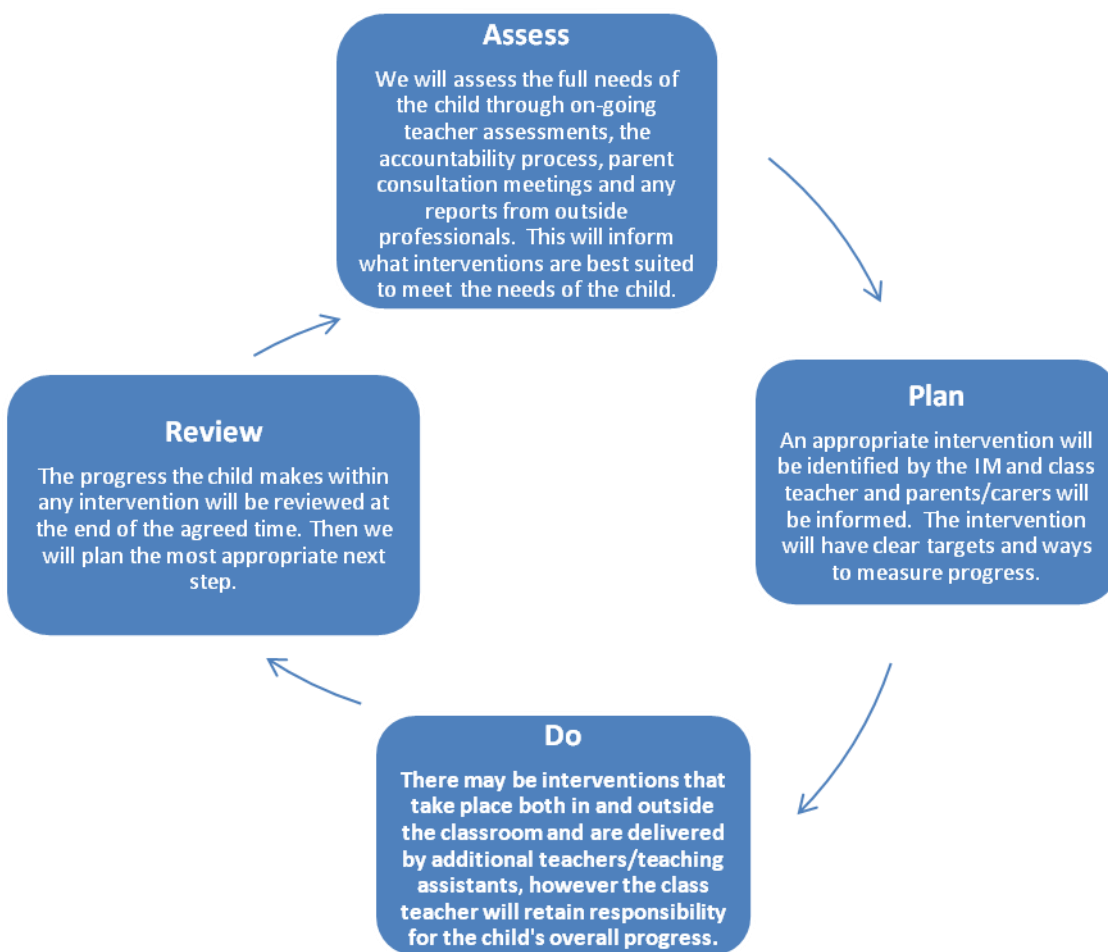 Assess
We will assess the full needs of
the child through on-going
teacher assessments, the
accountability process, parent
consultation meetings and any
reports from outside
professionals.  This will inform
what interventions are best suited
to meet the needs of the child.
Plan
An appropriate intervention will
be identified by the IM and class
teacher and parents/carers will
be informed.  The intervention
will have clear targets and ways
to measure progress.
Do
There may be interventions that
take place both in and outside
the classroom and are delivered
by additional teachers/teaching
assistants, however the class
teacher will retain responsibility
for the child's overall progress.
Review
The progress the child makes within
any intervention will be reviewed at
the end of the agreed time. Then we
will plan the most appropriate next
step.